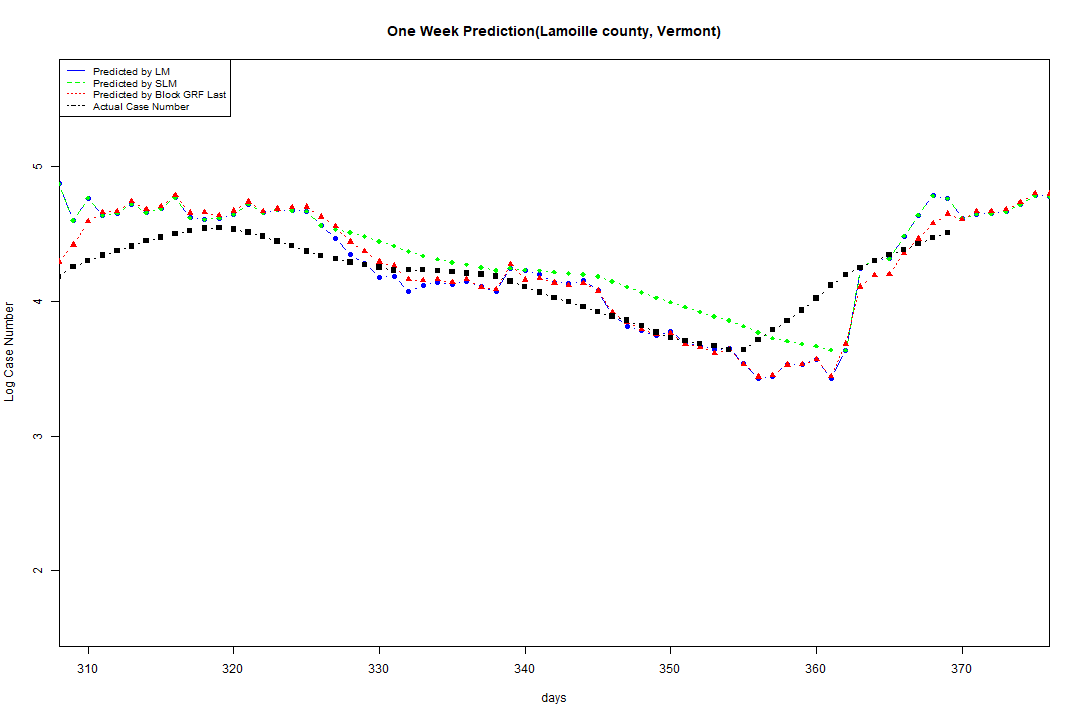 One Week Prediction(Lamoille county, Vermont)
Predicted by LM
Predicted by SLM
Predicted by Block GRF Last
Actual Case Number
5
4
3
2
Log Case Number
310 320 330 340 350 360 370
days